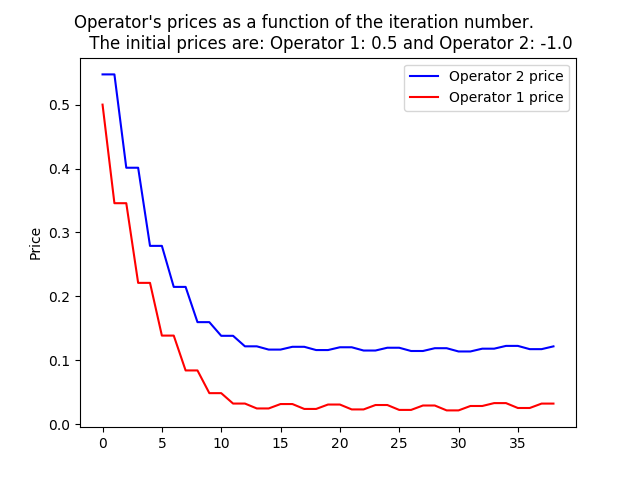 Operator's prices as a function of the iteration number.
The initial prices are: Operator 1: 0.5 and Operator 2: -1.0
Operator 2 price
Operator 1 price
Price
0.5
0.4
0.3
0.2
0.1
0.0
0 5 10 15 20 25 30 35